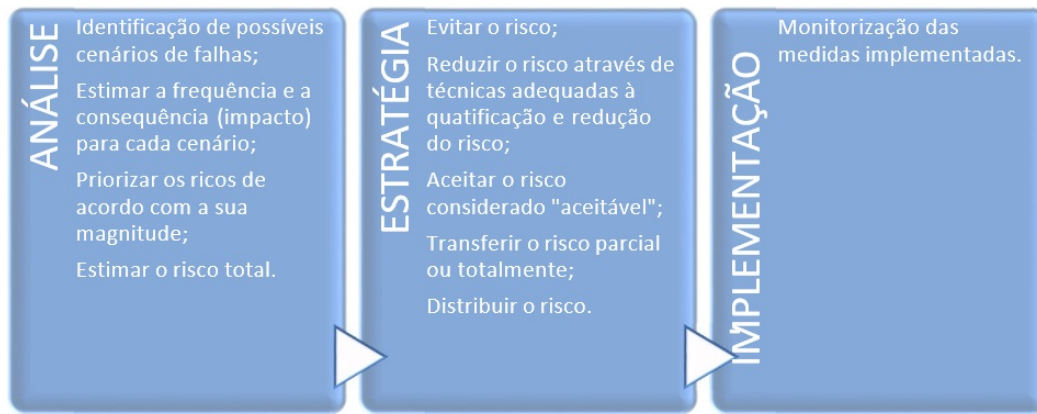 ANÁLISE
Identificação de possíveis
cenários de falhas;
Estimar a frequência e a
consequência (impacto)
para cada cenário;
Priorizar os ricos de
acordo com a sua
magnitude;
Estimar o risco total.
ESTRATÉGIA
Evitar o risco;
Reduzir o risco através de
técnicas adequadas à
quatificação e redução
do risco;
Aceitar o risco
considerado "aceitável";
Transferir o risco parcial
ou totalmente;
Distribuir o risco.
IMPLEMENTAÇÃO
Monitorização das
medidas implementadas.